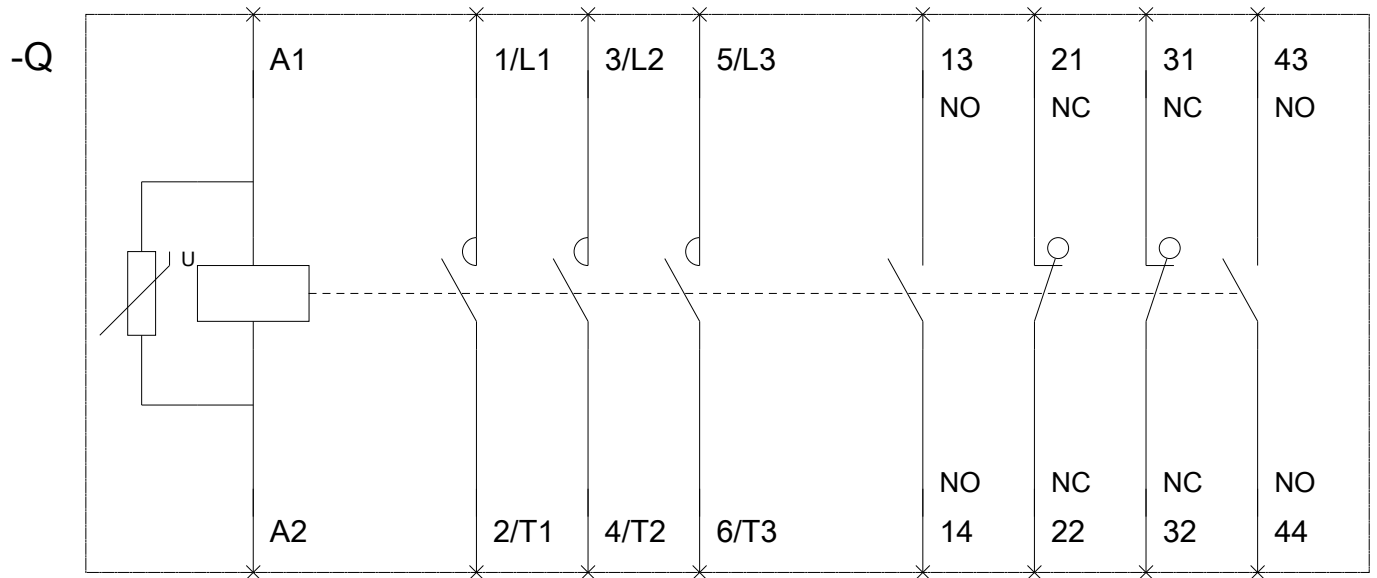 -Q
A1 1/L1 3/L2 5/L3 13 21 31 43
NO NC NC NO
U
NO NC NC NO
A2 2/T1 4/T2 6/T3 14 22 32 44